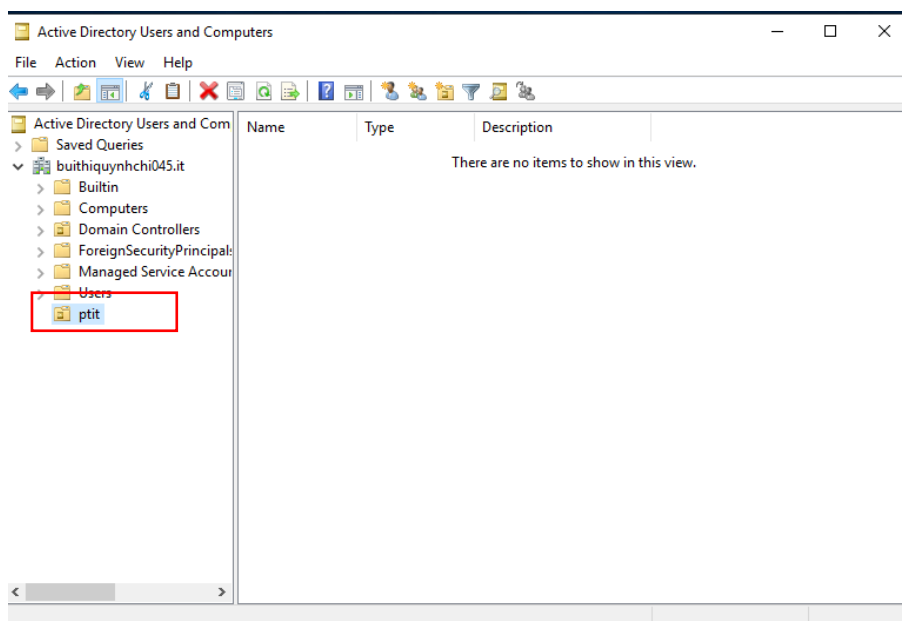 Active Directory Users and Computers
File Action View Help
Active Directory Users and Com
Name Type Description
Saved Queries
There are no items to show in this view.
buithiquynhchi045.it
Builtin
Computers
Domain Controllers
ForeignSecurityPrincipals
Managed Service Accour
Users
ptit